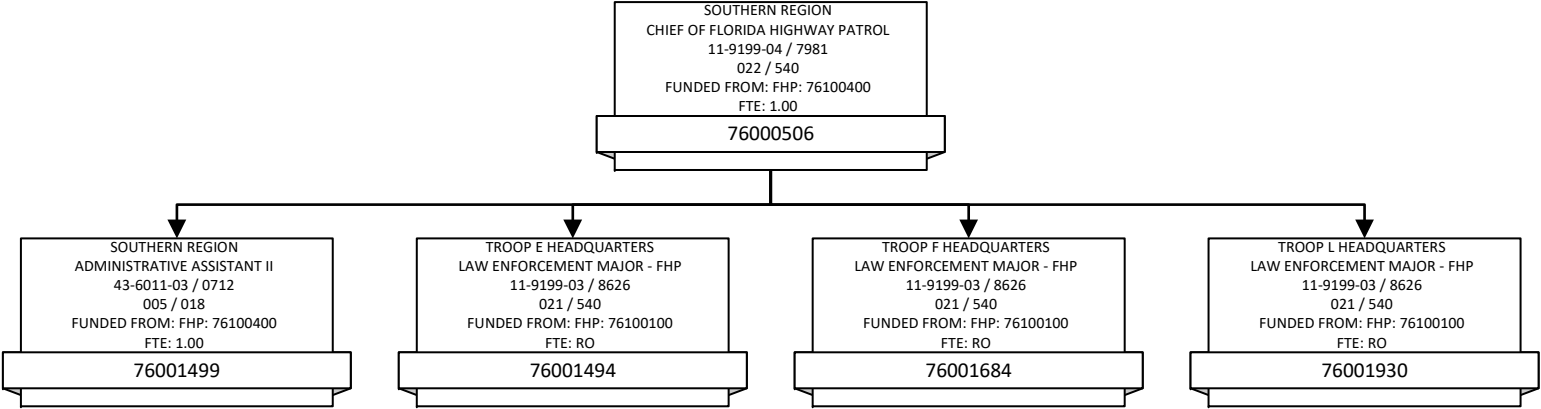 SOUTHERN REGION
CHIEF OF FLORIDA HIGHWAY PATROL
11-9199-04 / 7981
022 / 540
FUNDED FROM: FHP: 76100400
FTE: 1.00
76000506
SOUTHERN REGION
ADMINISTRATIVE ASSISTANT II
43-6011-03 / 0712
005 / 018
FUNDED FROM: FHP: 76100400
FTE: 1.00
76001499
TROOP E HEADQUARTERS
LAW ENFORCEMENT MAJOR - FHP
11-9199-03 / 8626
021 / 540
FUNDED FROM: FHP: 76100100
FTE: RO
76001494
TROOP F HEADQUARTERS
LAW ENFORCEMENT MAJOR - FHP
11-9199-03 / 8626
021 / 540
FUNDED FROM: FHP: 76100100
FTE: RO
76001684
TROOP L HEADQUARTERS
LAW ENFORCEMENT MAJOR - FHP
11-9199-03 / 8626
021 / 540
FUNDED FROM: FHP: 76100100
FTE: RO
76001930